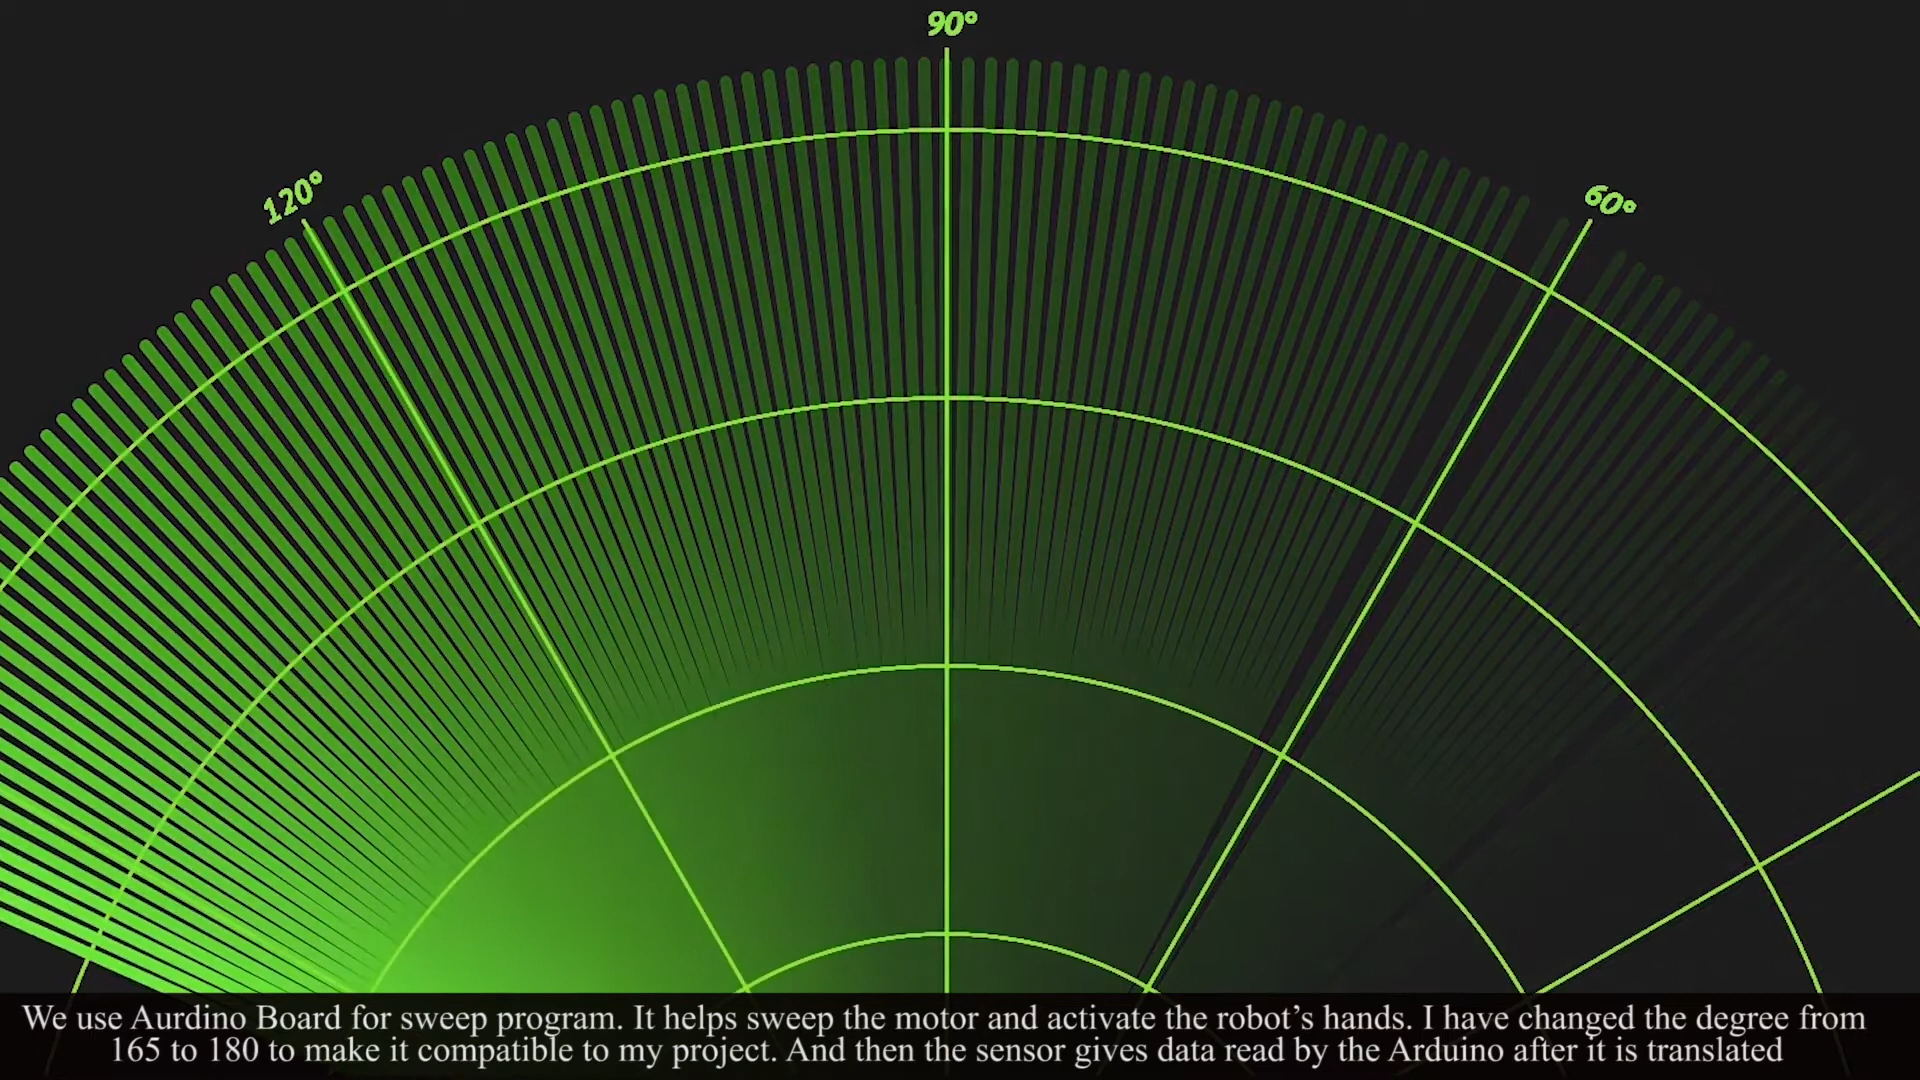 90°
120°
60°
We use Aurdino Board for sweep program. It helps sweep the motor and activate the robot’s hands. I have changed the degree from
165 to 180 to make it compatible to my project. And then the sensor gives data read by the Arduino after it is translated